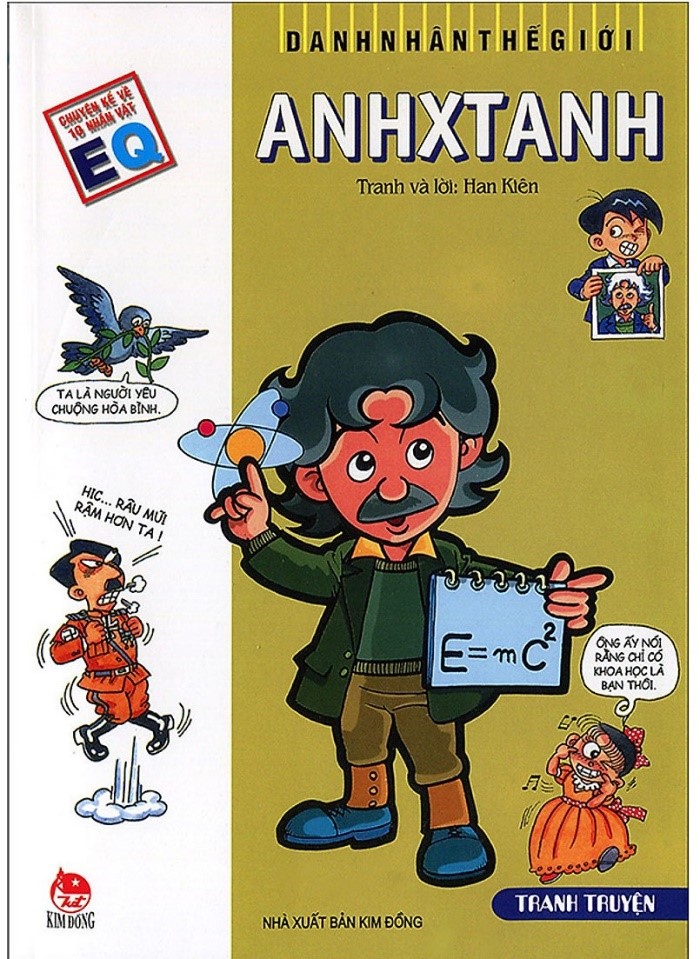 DANH NHÂN THẾ GIỚI
CHUYỆN KỂ VỀ
10 NHÂN VẬT
EQ
ANHXTANH
Tranh và lời: Han Kiên
TA LÀ NGƯỜI YÊU
CHUỘNG HÒA BÌNH.
HIC... RÂU MŨI
RẬM HƠN TA !
E=mC²
ÔNG ẤY NÓI
RẰNG CHỈ CÓ
KHOA HỌC LÀ
BẠN THÔI.
KIM ĐỒNG
NHÀ XUẤT BẢN KIM ĐỒNG
TRANH TRUYỆN